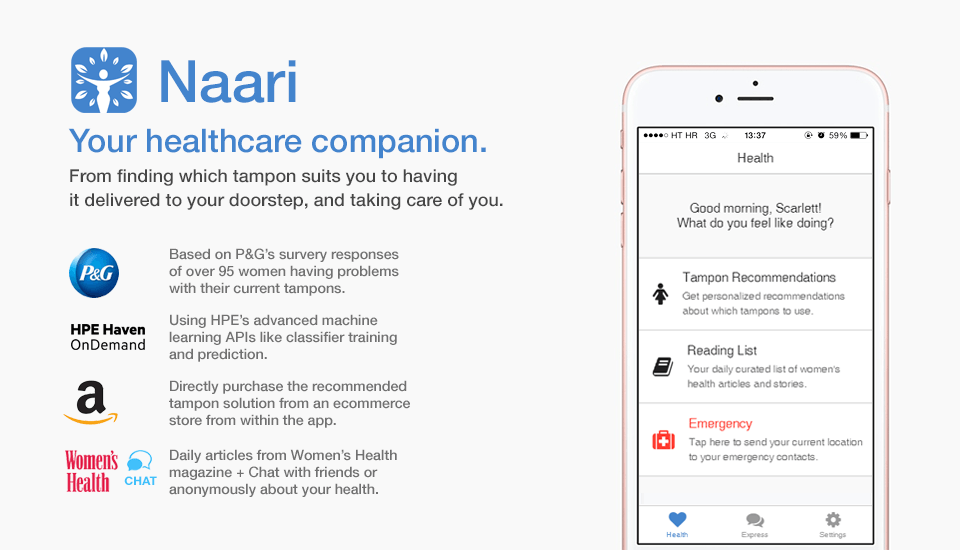 Naari
Your healthcare companion.
From finding which tampon suits you to having
it delivered to your doorstep, and taking care of you.
P&G
Based on P&G's survery responses
of over 95 women having problems
with their current tampons.
HPE Haven
OnDemand
Using HPE's advanced machine
learning APIs like classifier training
and prediction.
a
Directly purchase the recommended
tampon solution from an ecommerce
store from within the app.
Women's
Health
CHAT
Daily articles from Women's Health
magazine + Chat with friends or
anonymously about your health.
HT HR 3G 13:37 59%
Health
Good morning, Scarlett!
What do you feel like doing?
Tampon Recommendations
Get personalized recommendations
about which tampons to use.
Reading List
Your daily curated list of women's
health articles and stories.
Emergency
Tap here to send your current location
to your emergency contacts.
Health Express Settings